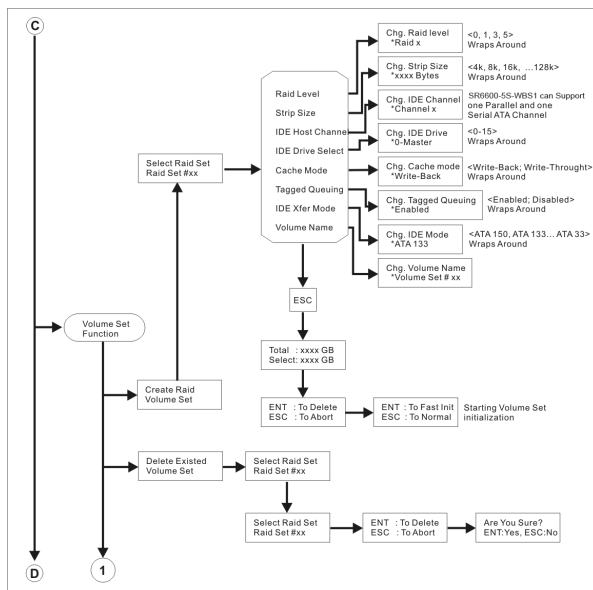 C
Chg. Raid level
*Raid x
<0, 1, 3, 5>
Wraps Around
Chg. Strip Size
*xxxx Bytes
<4k, 8k, 16k, …128k>
Wraps Around
Chg. IDE Channel
*Channel x
SR6600-5S-WBS1 can Support
one Parallel and one
Serial ATA Channel
Chg. IDE Drive
*0-Master
<0-15>
Wraps Around
Chg. Cache mode
*Write-Back
<Write-Back; Write-Throught>
Wraps Around
Chg. Tagged Queuing
*Enabled
<Enabled; Disabled>
Wraps Around
Chg. IDE Mode
*ATA 133
<ATA 150, ATA 133... ATA 33>
Wraps Around
Chg. Volume Name
*Volume Set # xx
Raid Level
Strip Size
IDE Host Channel
IDE Drive Select
Cache Mode
Tagged Queuing
IDE Xfer Mode
Volume Name
Select Raid Set
Raid Set #xx
ESC
Volume Set
Function
Total : xxxx GB
Select: xxxx GB
Create Raid
Volume Set
ENT : To Delete
ESC : To Abort
ENT : To Fast Init
ESC : To Normal
Starting Volume Set
initialization
Delete Existed
Volume Set
Select Raid Set
Raid Set #xx
Select Raid Set
Raid Set #xx
ENT : To Delete
ESC : To Abort
Are You Sure?
ENT:Yes, ESC:No
D
1